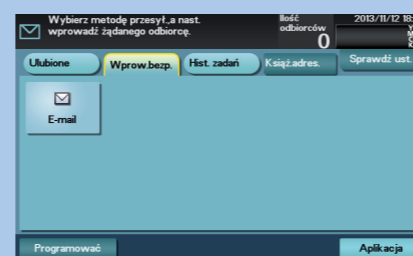 Wybierz metodę przesył.,a nast.
wprowadź żądanego odbiorcę.
Ilość
odbiorców
0
2013/11/12 18:
Y
M
C
K
Ulubione
Wprow.bezp.
Hist. zadań
Książ.adres.
Sprawdź ust.
E-mail
Programować
Aplikacja